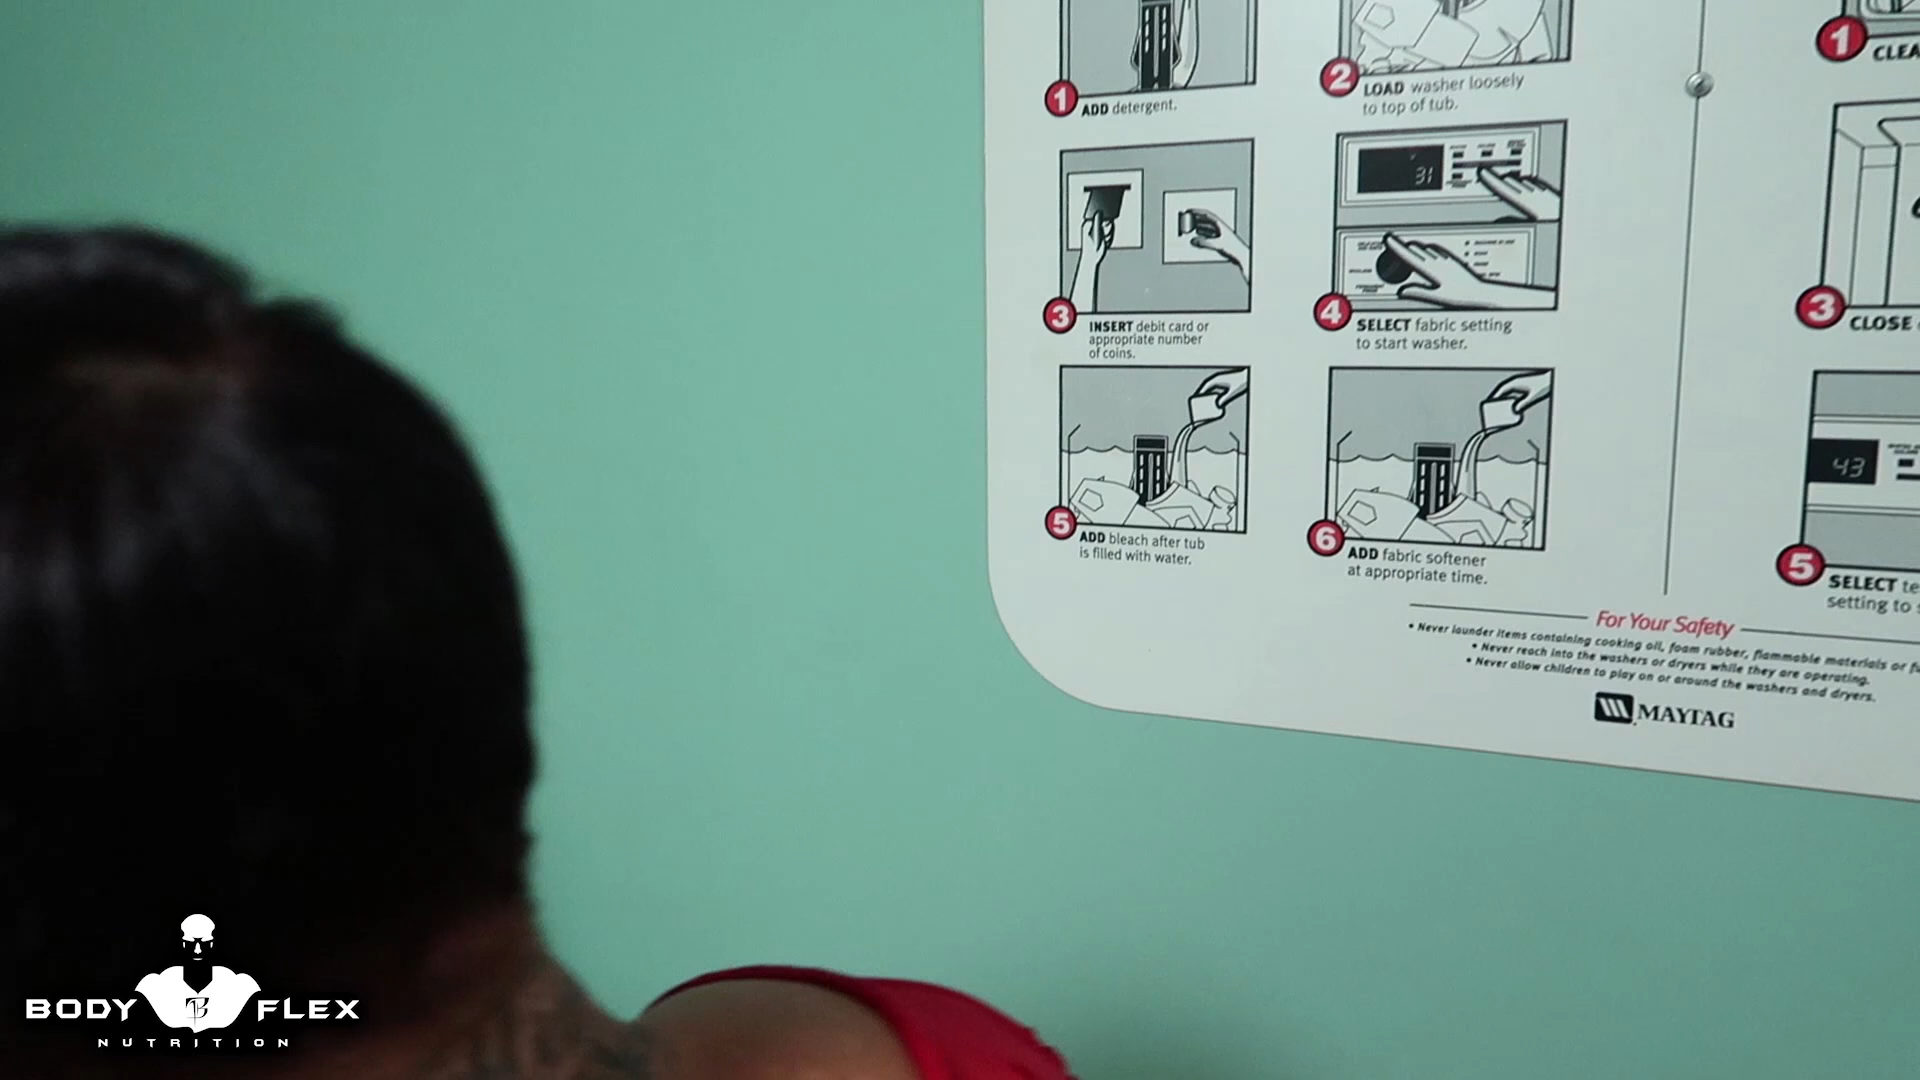 1
ADD detergent.
2
LOAD washer loosely
to top of tub.
3
INSERT debit card or
appropriate number
of coins.
31
4
SELECT fabric setting
to start washer.
5
ADD bleach after tub
is filled with water.
6
ADD fabric softener
at appropriate time.
1
CLEA
3
CLOSE
43
5
SELECT te
setting to s
For Your Safety
• Never launder items containing cooking oil, foam rubber, flammable materials or fu
• Never reach into the washers or dryers while they are operating.
• Never allow children to play on or around the washers and dryers.
MAYTAG
BODY B FLEX
NUTRITION